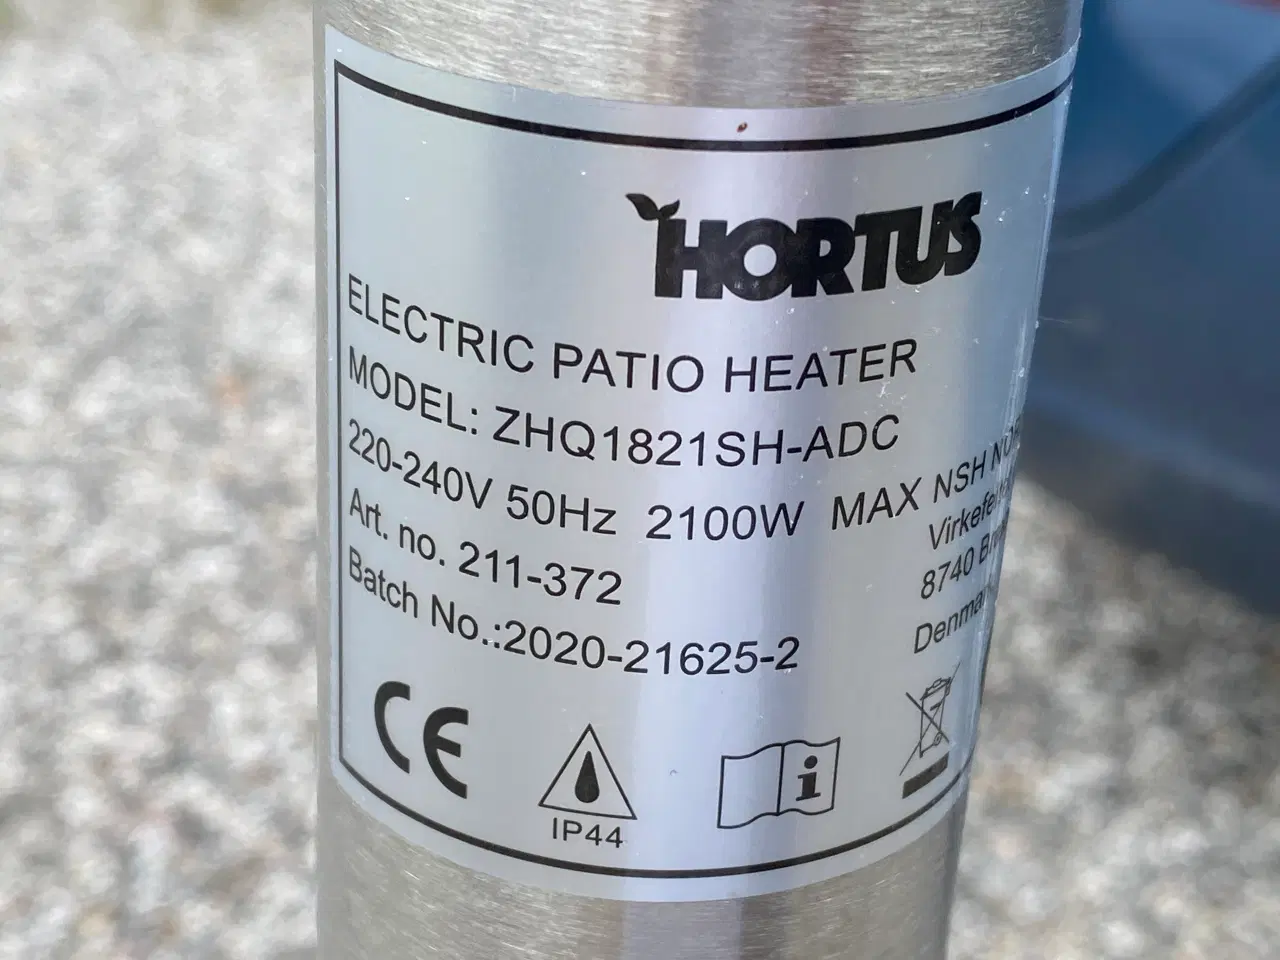 HORTUS
ELECTRIC PATIO HEATER
MODEL: ZHQ1821SH-ADC
220-240V 50Hz 2100W MAX
Art. no. 211-372
Batch No.:2020-21625-2
NSH
8740
CE
IP44
i